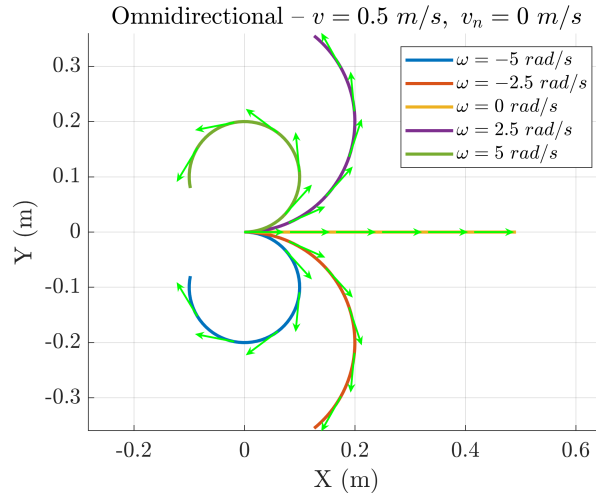 Omnidirectional – v = 0.5 m/s, vₙ = 0 m/s
ω = −5 rad/s
ω = −2.5 rad/s
ω = 0 rad/s
ω = 2.5 rad/s
ω = 5 rad/s
0.3
0.2
0.1
0
-0.1
-0.2
-0.3
Y (m)
-0.2 0 0.2 0.4 0.6
X (m)